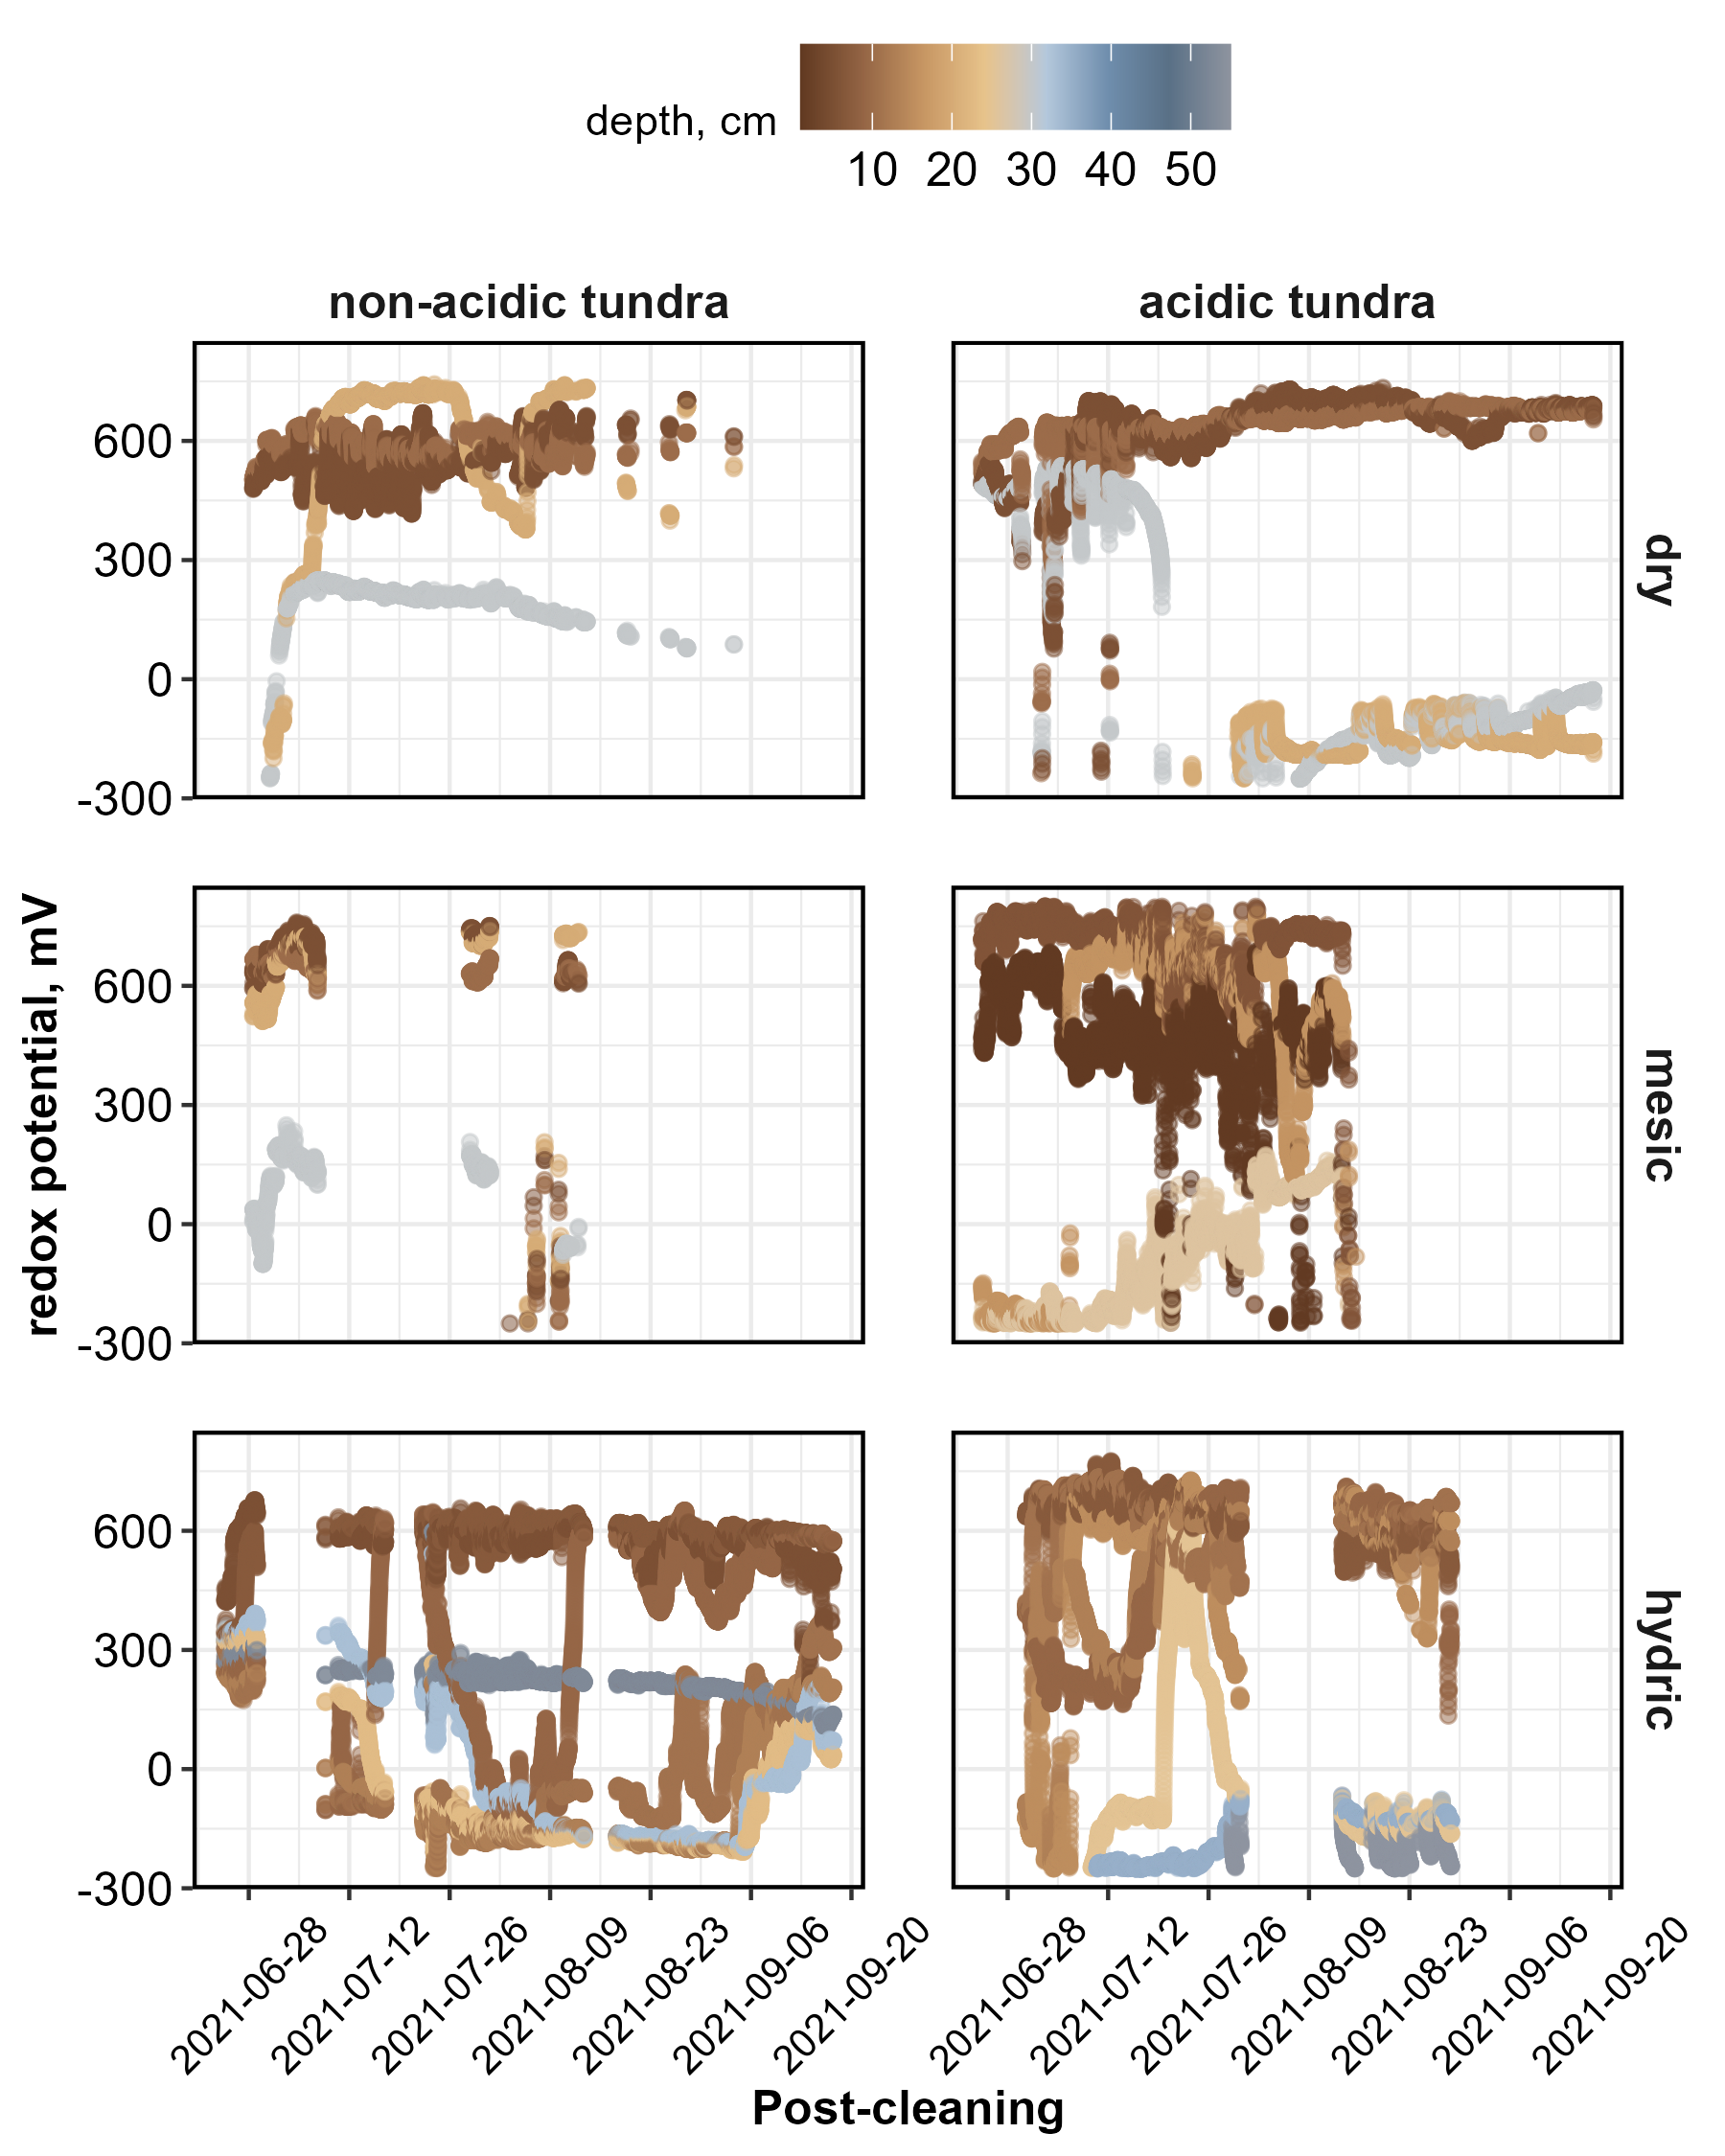 depth, cm
10 20 30 40 50
non-acidic tundra
acidic tundra
600
300
0
-300
dry
600
300
0
-300
mesic
redox potential, mV
600
300
0
-300
hydric
2021-06-28
2021-07-12
2021-07-26
2021-08-09
2021-08-23
2021-09-06
2021-09-20
2021-06-28
2021-07-12
2021-07-26
2021-08-09
2021-08-23
2021-09-06
2021-09-20
Post-cleaning